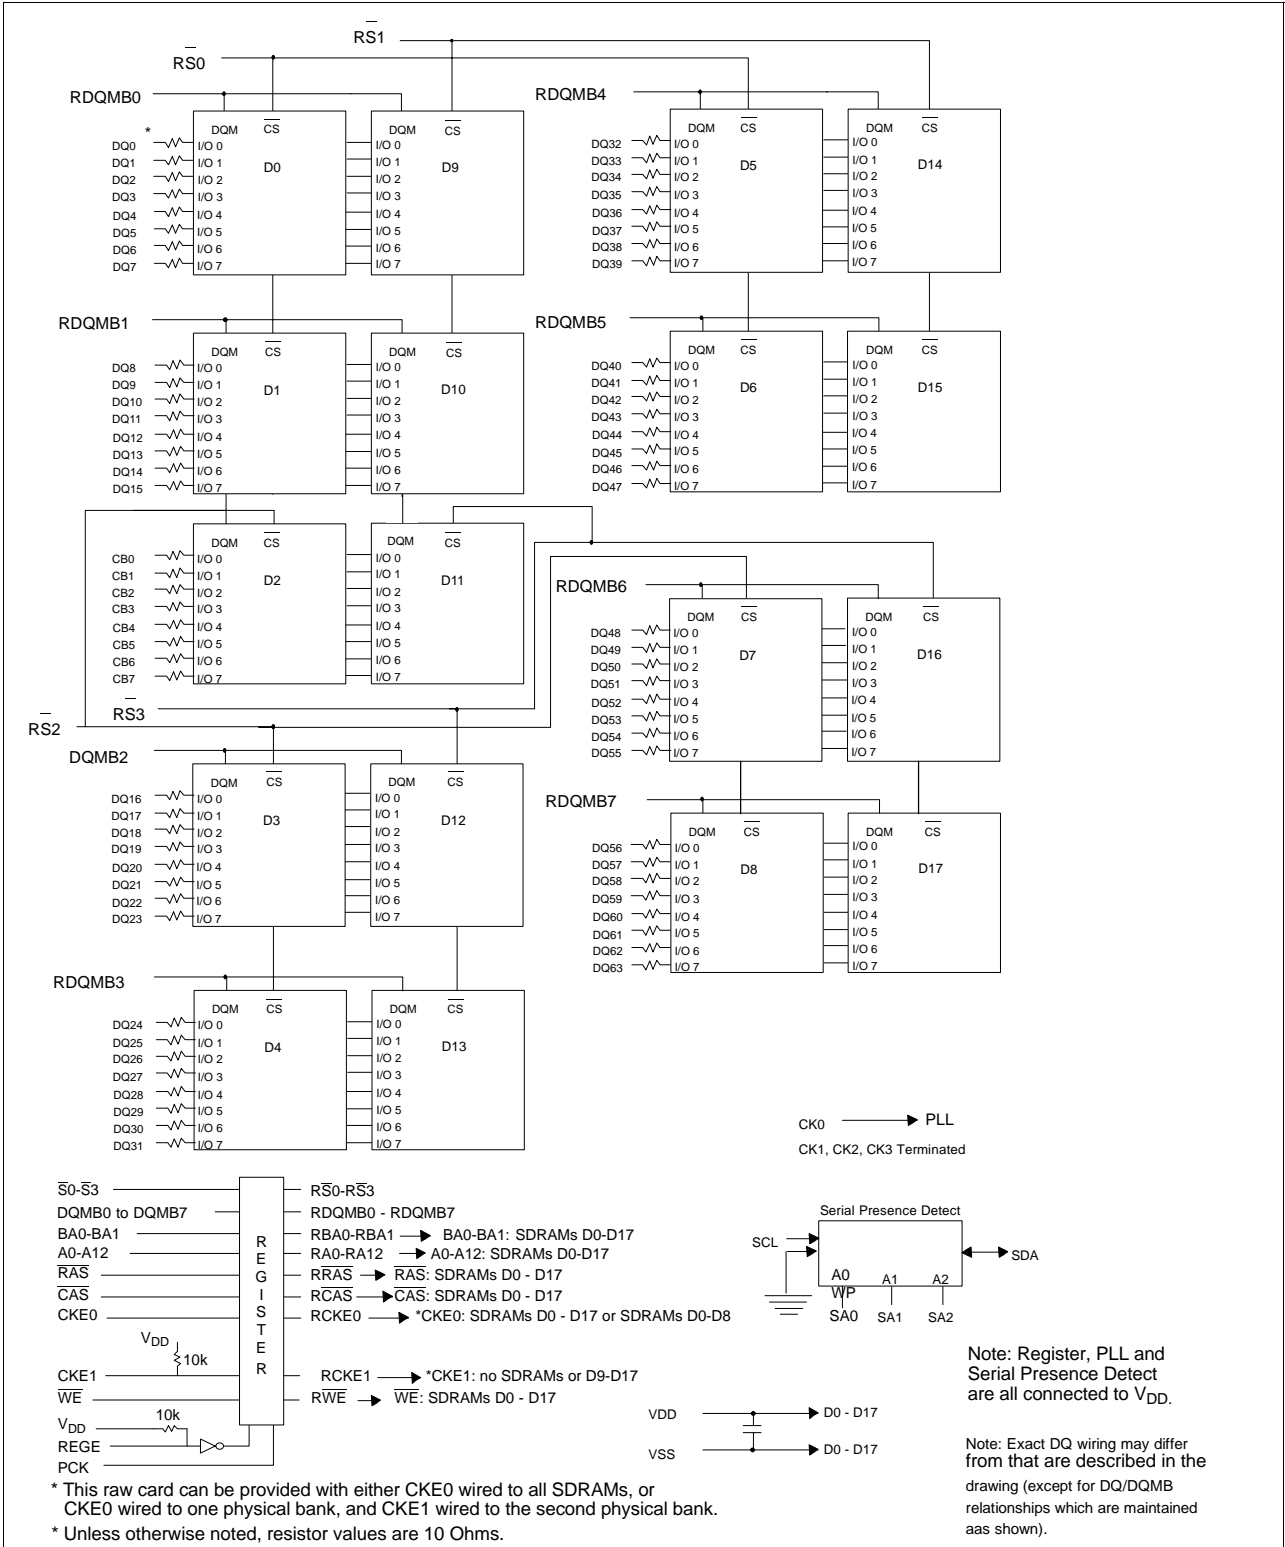 RS1
RS0
RDQMB0
DQM CS
*
DQ0 I/O 0
DQ1 I/O 1
DQ2 I/O 2
DQ3 I/O 3
DQ4 I/O 4
DQ5 I/O 5
DQ6 I/O 6
DQ7 I/O 7
D0
CS
I/O 0
I/O 1
I/O 2
I/O 3
I/O 4
I/O 5
I/O 6
I/O 7
D9
RDQMB4
DQM CS
DQ32 I/O 0
DQ33 I/O 1
DQ34 I/O 2
DQ35 I/O 3
DQ36 I/O 4
DQ37 I/O 5
DQ38 I/O 6
DQ39 I/O 7
D5
DQM CS
I/O 0
I/O 1
I/O 2
I/O 3
I/O 4
I/O 5
I/O 6
I/O 7
D14
RDQMB1
DQM CS
DQ8 I/O 0
DQ9 I/O 1
DQ10 I/O 2
DQ11 I/O 3
DQ12 I/O 4
DQ13 I/O 5
DQ14 I/O 6
DQ15 I/O 7
D1
DQM CS
I/O 0
I/O 1
I/O 2
I/O 3
I/O 4
I/O 5
I/O 6
I/O 7
D10
RDQMB5
DQM CS
DQ40 I/O 0
DQ41 I/O 1
DQ42 I/O 2
DQ43 I/O 3
DQ44 I/O 4
DQ45 I/O 5
DQ46 I/O 6
DQ47 I/O 7
D6
DQM CS
I/O 0
I/O 1
I/O 2
I/O 3
I/O 4
I/O 5
I/O 6
I/O 7
D15
DQM CS
CB0 I/O 0
CB1 I/O 1
CB2 I/O 2
CB3 I/O 3
CB4 I/O 4
CB5 I/O 5
CB6 I/O 6
CB7 I/O 7
D2
DQM CS
I/O 0
I/O 1
I/O 2
I/O 3
I/O 4
I/O 5
I/O 6
I/O 7
D11
RDQMB6
DQM CS
DQ48 I/O 0
DQ49 I/O 1
DQ50 I/O 2
DQ51 I/O 3
DQ52 I/O 4
DQ53 I/O 5
DQ54 I/O 6
DQ55 I/O 7
D7
DQM CS
I/O 0
I/O 1
I/O 2
I/O 3
I/O 4
I/O 5
I/O 6
I/O 7
D16
RS3
RS2
DQMB2
DQM CS
DQ16 I/O 0
DQ17 I/O 1
DQ18 I/O 2
DQ19 I/O 3
DQ20 I/O 4
DQ21 I/O 5
DQ22 I/O 6
DQ23 I/O 7
D3
DQM CS
I/O 0
I/O 1
I/O 2
I/O 3
I/O 4
I/O 5
I/O 6
I/O 7
D12
RDQMB7
DQM CS
DQ56 I/O 0
DQ57 I/O 1
DQ58 I/O 2
DQ59 I/O 3
DQ60 I/O 4
DQ61 I/O 5
DQ62 I/O 6
DQ63 I/O 7
D8
DQM CS
I/O 0
I/O 1
I/O 2
I/O 3
I/O 4
I/O 5
I/O 6
I/O 7
D17
RDQMB3
DQM CS
DQ24 I/O 0
DQ25 I/O 1
DQ26 I/O 2
DQ27 I/O 3
DQ28 I/O 4
DQ29 I/O 5
DQ30 I/O 6
DQ31 I/O 7
D4
DQM CS
I/O 0
I/O 1
I/O 2
I/O 3
I/O 4
I/O 5
I/O 6
I/O 7
D13
CK0 PLL
CK1, CK2, CK3 Terminated
S0-S3 RS0-RS3
DQMB0 to DQMB7 RDQMB0 - RDQMB7
BA0-BA1 RBA0-RBA1 BA0-BA1: SDRAMs D0-D17
A0-A12 RA0-RA12 A0-A12: SDRAMs D0-D17
RAS RRAS RAS: SDRAMs D0 - D17
CAS RCAS CAS: SDRAMs D0 - D17
CKE0 RCKE0 *CKE0: SDRAMs D0 - D17 or SDRAMs D0-D8
VDD
10k
CKE1 RCKE1 *CKE1: no SDRAMs or D9-D17
WE RWE WE: SDRAMs D0 - D17
VDD 10k
REGE
PCK
REGISTER
Serial Presence Detect
SCL SDA
A0 A1 A2
WP
SA0 SA1 SA2
VDD D0 - D17
VSS D0 - D17
Note: Register, PLL and
Serial Presence Detect
are all connected to VDD.
Note: Exact DQ wiring may differ
from that are described in the
drawing (except for DQ/DQMB
relationships which are maintained
aas shown).
* This raw card can be provided with either CKE0 wired to all SDRAMs, or
CKE0 wired to one physical bank, and CKE1 wired to the second physical bank.
* Unless otherwise noted, resistor values are 10 Ohms.